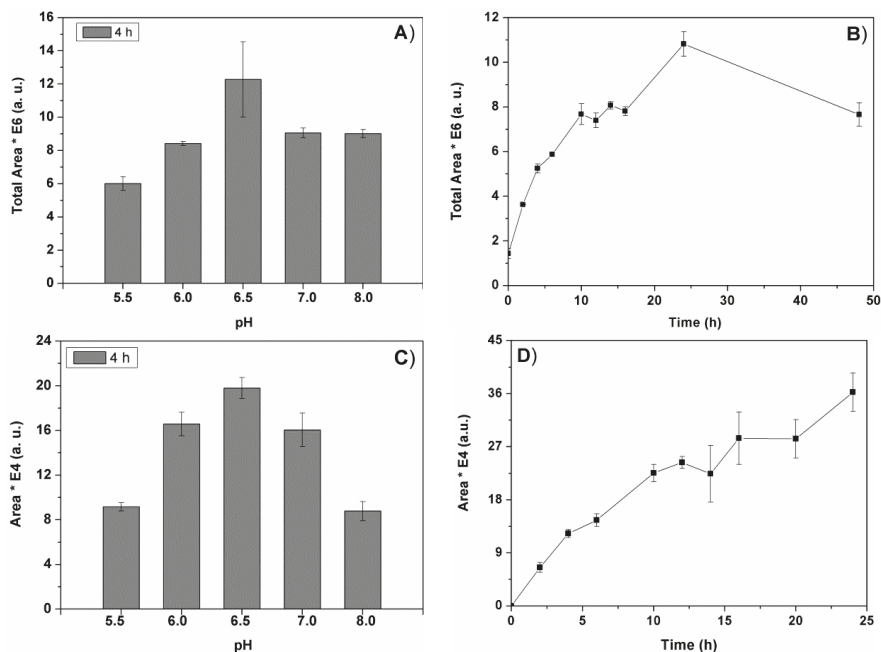 A)
4 h
Total Area * E6 (a. u.)
16
14
12
10
8
6
4
2
0
5.5 6.0 6.5 7.0 8.0
pH
B)
Total Area * E6 (a. u.)
12
10
8
6
4
2
0
0 10 20 30 40 50
Time (h)
C)
4 h
Area * E4 (a. u.)
24
20
16
12
8
4
0
5.5 6.0 6.5 7.0 8.0
pH
D)
Area * E4 (a.u.)
45
36
27
18
9
0
0 5 10 15 20 25
Time (h)